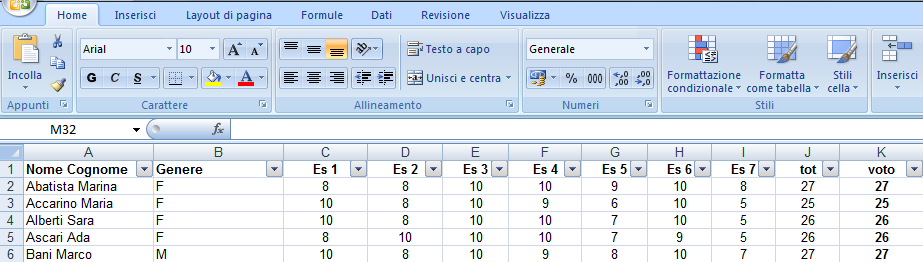 Home Inserisci Layout di pagina Formule Dati Revisione Visualizza
Incolla
Arial 10 A A
G C S A
Testo a capo
Unisci e centra
Generale
% 000 ,0 ,00 ,00 ,0
Formattazione condizionale
Formatta come tabella
Stili cella
Inserisci
Appunti Carattere Allineamento Numeri Stili
M32 fx
A B C D E F G H I J K
1 Nome Cognome Genere Es 1 Es 2 Es 3 Es 4 Es 5 Es 6 Es 7 tot voto
2 Abatista Marina F 8 8 10 10 9 10 8 27 27
3 Accarino Maria F 10 8 10 9 6 10 5 25 25
4 Alberti Sara F 10 8 10 10 7 10 5 26 26
5 Ascari Ada F 8 10 10 10 7 9 5 26 26
6 Bani Marco M 10 8 10 9 8 10 7 27 27